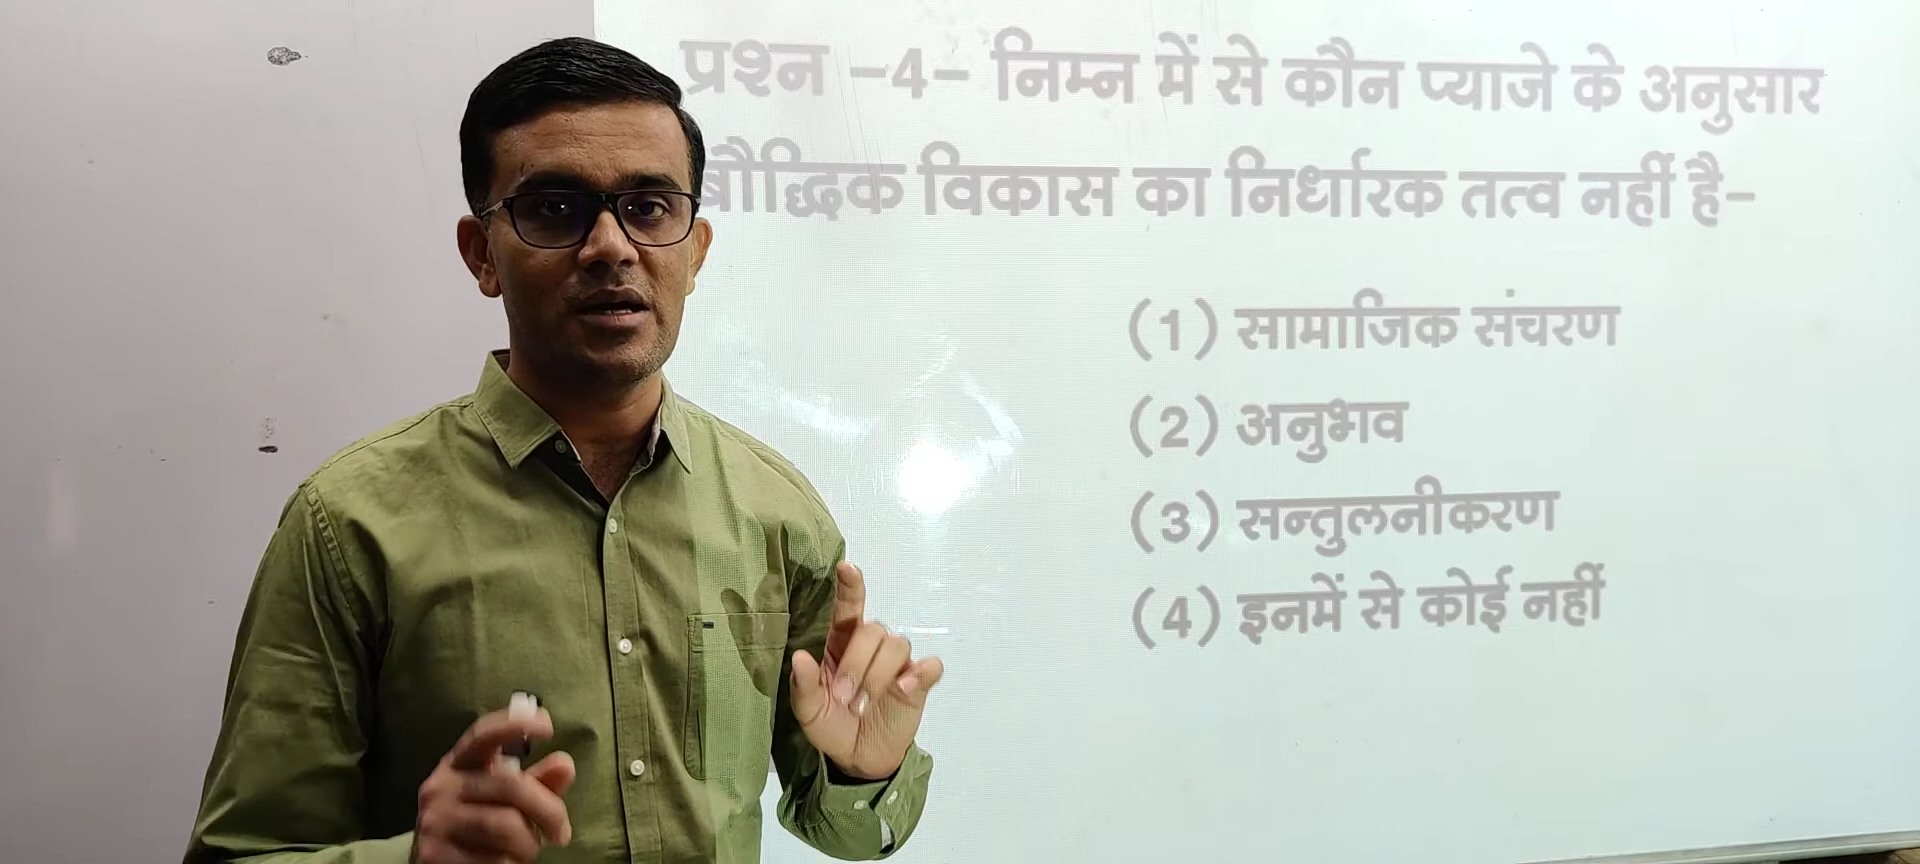 प्रश्न -4- निम्न में से कौन प्याजे के अनुसार
बौद्धिक विकास का निर्धारक तत्व नहीं है-
(1) सामाजिक संचरण
(2) अनुभव
(3) सन्तुलनीकरण
(4) इनमें से कोई नहीं